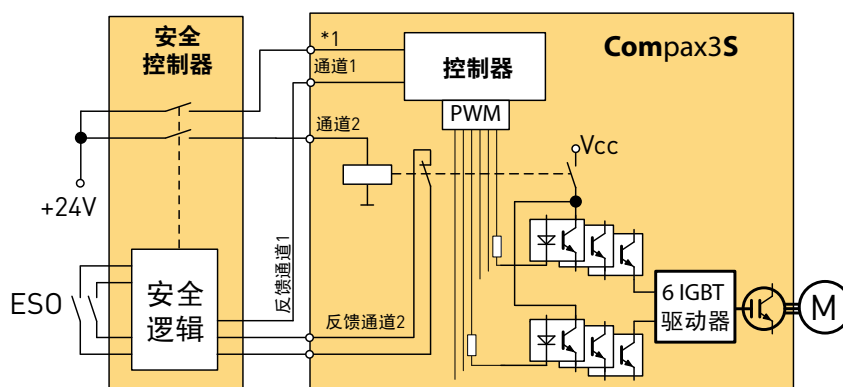 安全
控制器
*1
通道1
控制器
Compax3S
PWM
通道2
Vcc
+24V
反馈通道1
ESO
安全
逻辑
反馈通道2
6 IGBT
驱动器
M